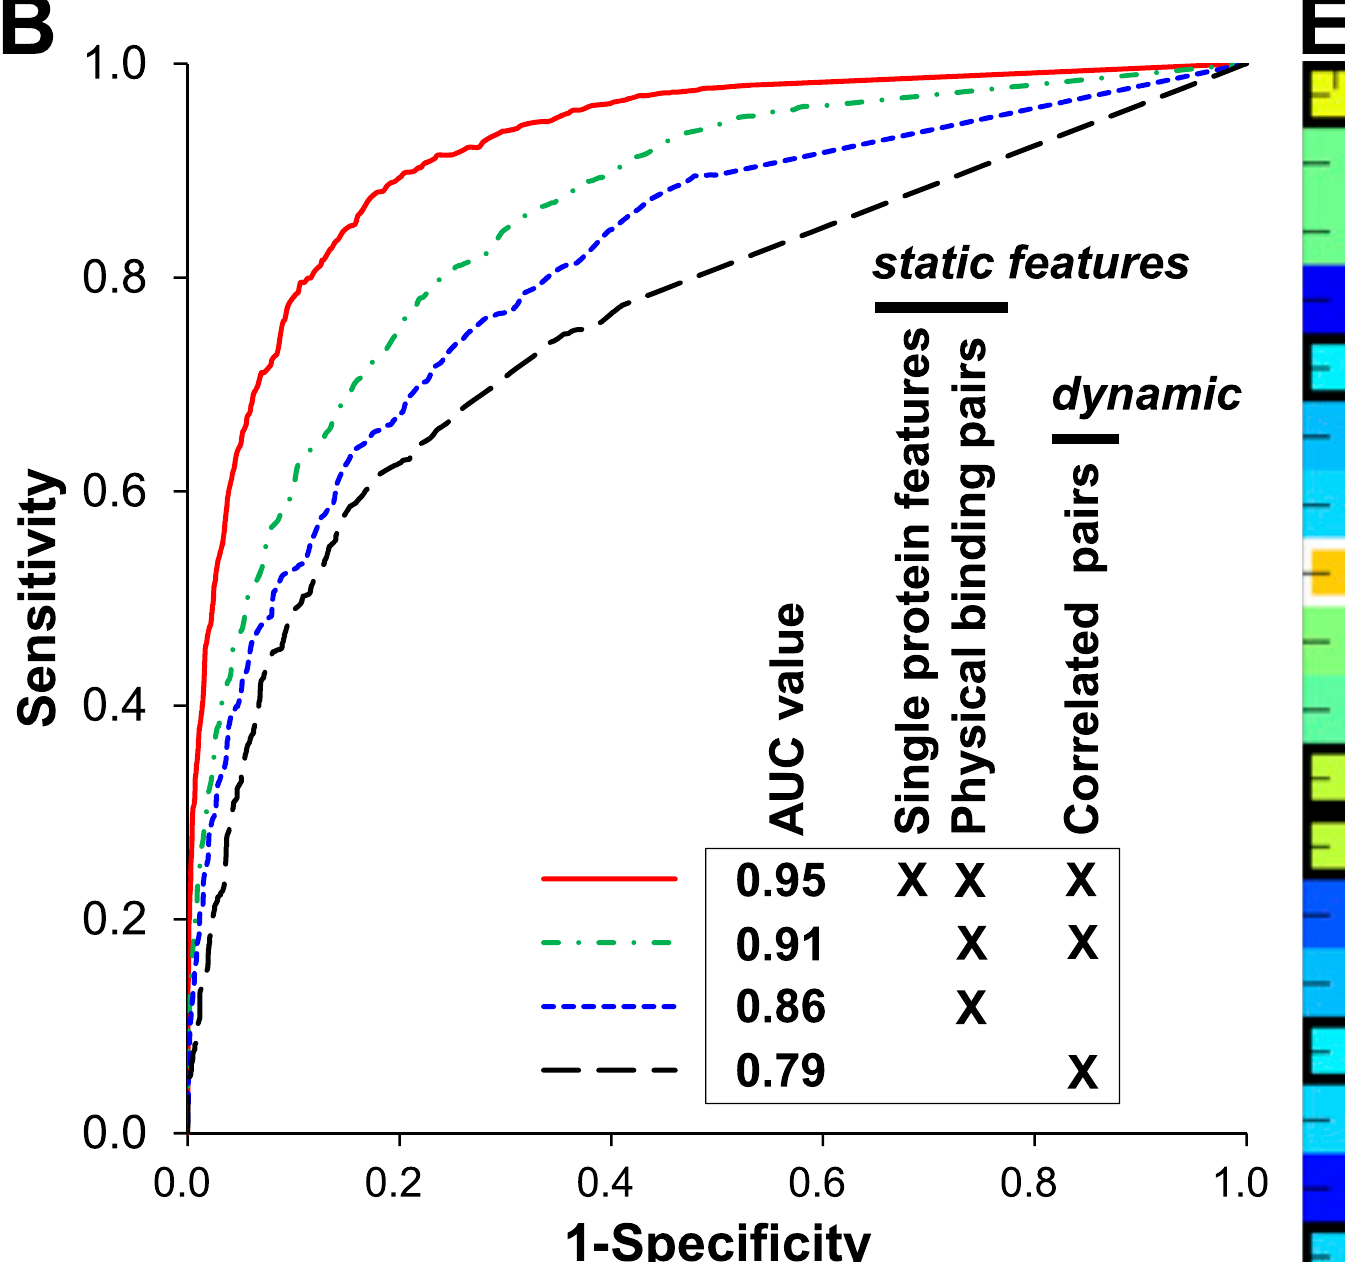 B
1.0
0.8
0.6
0.4
0.2
0.0
Sensitivity
0.0 0.2 0.4 0.6 0.8 1.0
1-Specificity
static features
dynamic
AUC value
Single protein features
Physical binding pairs
Correlated pairs
0.95 X X X
0.91 X X
0.86 X
0.79 X